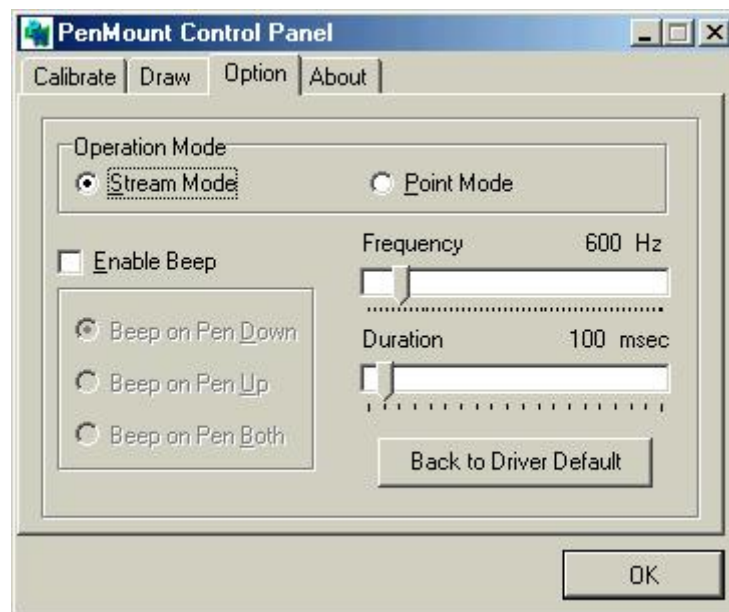 PenMount Control Panel
Calibrate Draw Option About
Operation Mode
Stream Mode Point Mode
Enable Beep
Frequency 600 Hz
Beep on Pen Down
Beep on Pen Up
Beep on Pen Both
Duration 100 msec
Back to Driver Default
OK